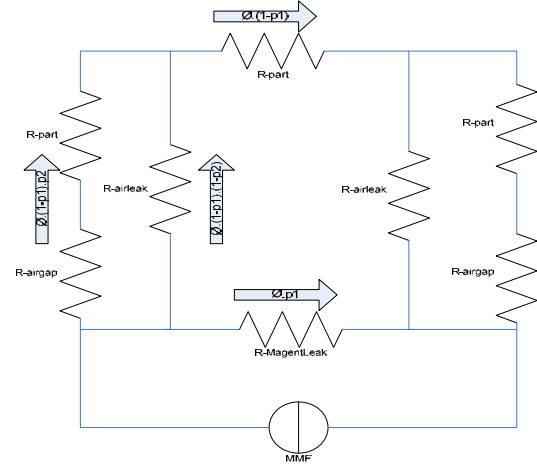 Ø.(1-p1)
R-part
R-part
R-part
Ø.(1-p1).p2
R-airleak
Ø.(1-p1).(1-p2)
R-airleak
R-airgap
R-airgap
Ø.p1
R-MagentLeak
MMF